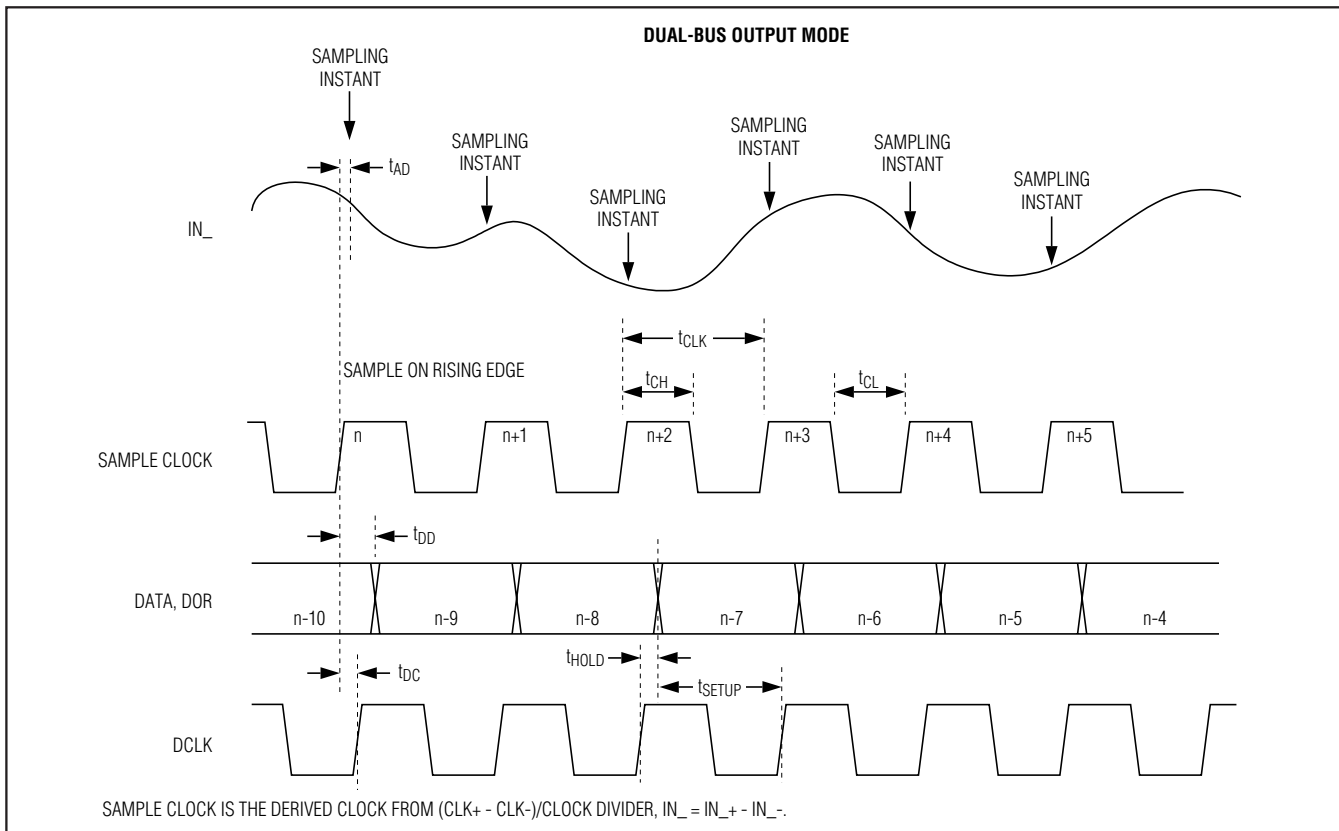 DUAL-BUS OUTPUT MODE
SAMPLING
INSTANT
SAMPLING
INSTANT
SAMPLING
INSTANT
SAMPLING
INSTANT
SAMPLING
INSTANT
SAMPLING
INSTANT
tAD
IN_
tCLK
SAMPLE ON RISING EDGE
tCH
tCL
n
n+1
n+2
n+3
n+4
n+5
SAMPLE CLOCK
tDD
DATA, DOR
n-10
n-9
n-8
n-7
n-6
n-5
n-4
tDC
tHOLD
tSETUP
DCLK
SAMPLE CLOCK IS THE DERIVED CLOCK FROM (CLK+ - CLK-)/CLOCK DIVIDER, IN_ = IN_+ - IN_-.